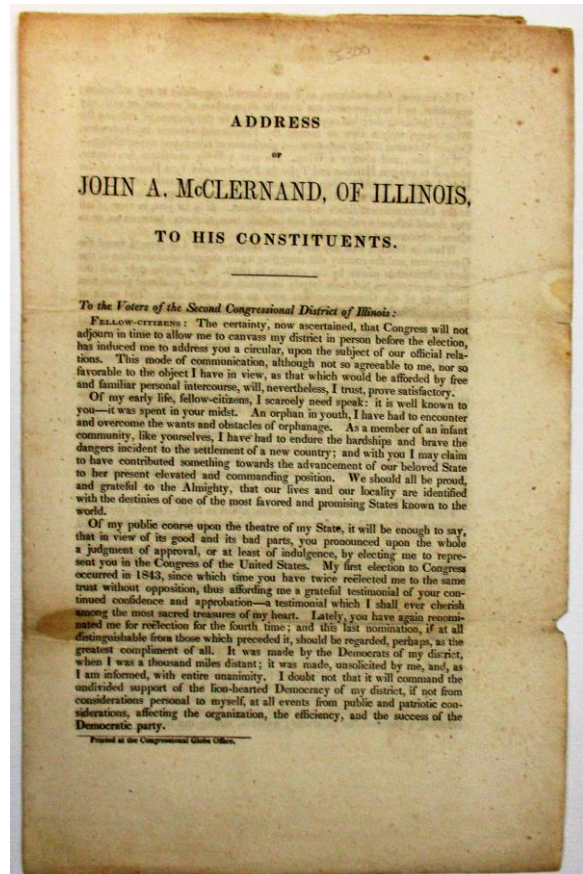 ADDRESS
OF
JOHN A. McCLERNAND, OF ILLINOIS,
TO HIS CONSTITUENTS.
To the Voters of the Second Congressional District of Illinois:
FELLOW-CITIZENS: The certainty, now ascertained, that Congress will not
adjourn in time to allow me to canvass my district in person before the election,
has induced me to address you a circular, upon the subject of our official rela-
tions. This mode of communication, although not so agreeable to me, nor so
favorable to the object I have in view, as that which would be afforded by free
and familiar personal intercourse, will, nevertheless, I trust, prove satisfactory.
Of my early life, fellow-citizens, I scarcely need speak: it is well known to
you—it was spent in your midst. An orphan in youth, I have had to encounter
and overcome the wants and obstacles of orphanage. As a member of an infant
community, like yourselves, I have had to endure the hardships and brave the
dangers incident to the settlement of a new country; and with you I may claim
to have contributed something towards the advancement of our beloved State
to her present elevated and commanding position. We should all be proud,
and grateful to the Almighty, that our lives and our locality are identified
with the destinies of one of the most favored and promising States known to the
world.
Of my public course upon the theatre of my State, it will be enough to say,
that in view of its good and its bad parts, you pronounced upon the whole
a judgment of approval, or at least of indulgence, by electing me to repre-
sent you in the Congress of the United States. My first election to Congress
occurred in 1843, since which time you have twice reëlected me to the same
trust without opposition, thus affording me a grateful testimonial of your con-
tinued confidence and approbation—a testimonial which I shall ever cherish
among the most sacred treasures of my heart. Lately, you have again renomi-
nated me for reëlection for the fourth time; and this last nomination, if at all
distinguishable from those which preceded it, should be regarded, perhaps, as the
greatest compliment of all. It was made by the Democrats of my district,
when I was a thousand miles distant; it was made, unsolicited by me, and, as
I am informed, with entire unanimity. I doubt not that it will command the
undivided support of the lion-hearted Democracy of my district, if not from
considerations personal to myself, at all events from public and patriotic con-
siderations, affecting the organization, the efficiency, and the success of the
Democratic party.
Printed at the Congressional Globe Office.